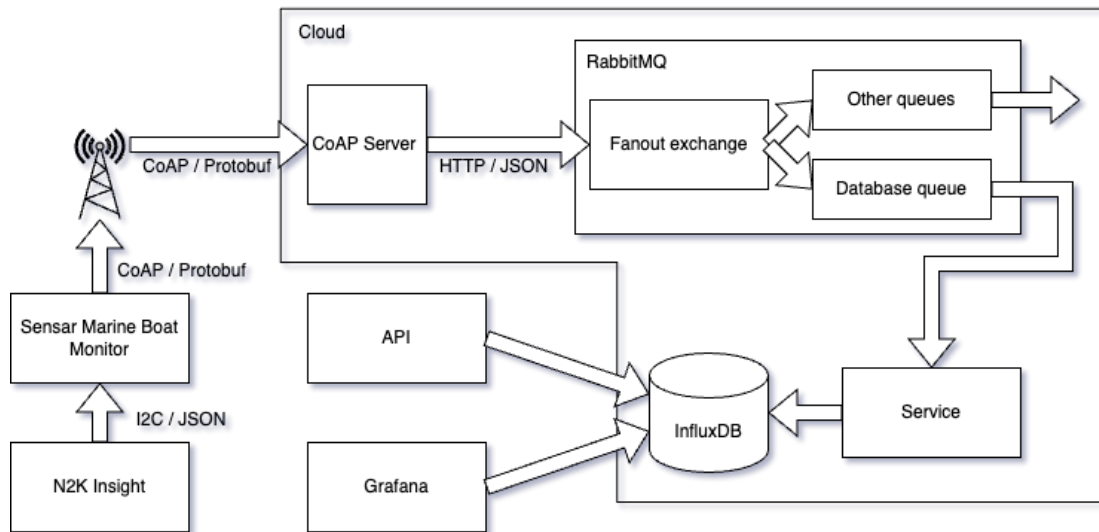 Cloud
RabbitMQ
Other queues
CoAP Server
Fanout exchange
CoAP / Protobuf
HTTP / JSON
Database queue
CoAP / Protobuf
Sensar Marine Boat
Monitor
API
I2C / JSON
Service
InfluxDB
N2K Insight
Grafana